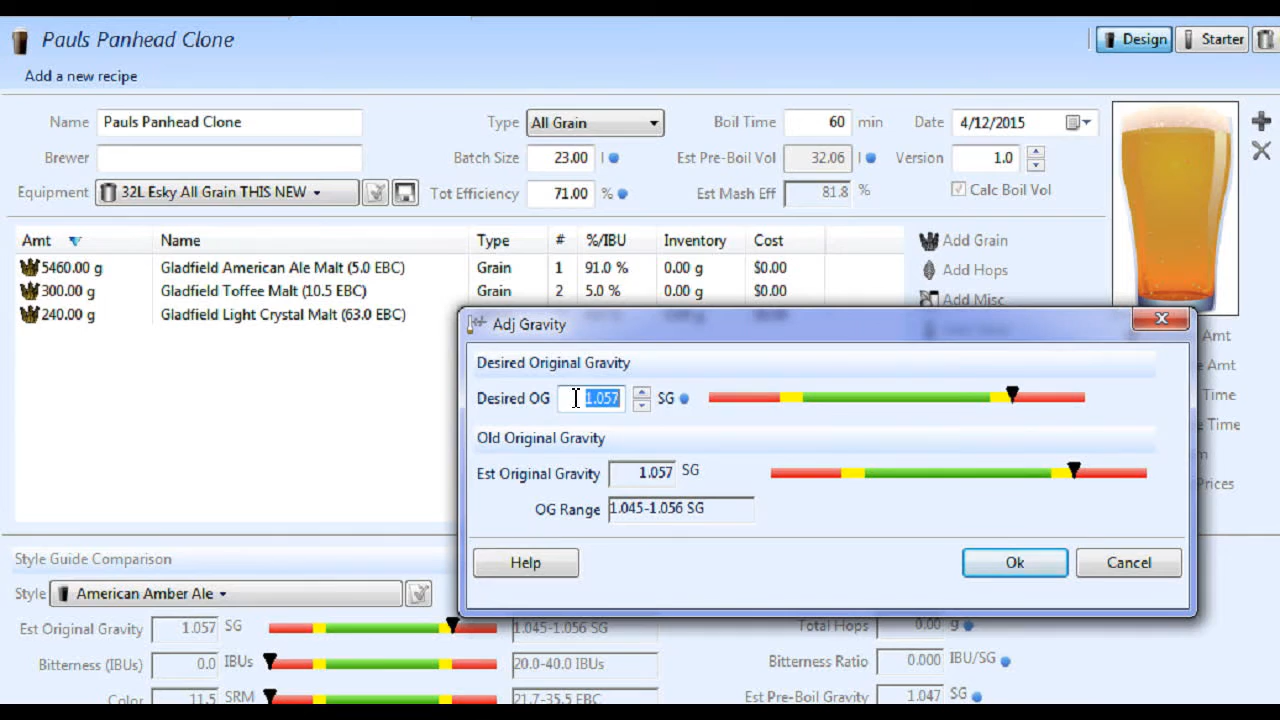 Pauls Panhead Clone
Design
Starter
Add a new recipe
Name Pauls Panhead Clone Type All Grain Boil Time 60 min Date 4/12/2015
Brewer Batch Size 23.00 l Est Pre-Boil Vol 32.06 l Version 1.0
Equipment 32L Esky All Grain THIS NEW Tot Efficiency 71.00 % Est Mash Eff 81.8 % Calc Boil Vol
Amt Name Type # %/IBU Inventory Cost
5460.00 g Gladfield American Ale Malt (5.0 EBC) Grain 1 91.0 % 0.00 g $0.00
300.00 g Gladfield Toffee Malt (10.5 EBC) Grain 2 5.0 % 0.00 g $0.00
240.00 g Gladfield Light Crystal Malt (63.0 EBC)
Add Grain
Add Hops
Add Misc
Amt
Amt
Time
Time
Prices
Adj Gravity
Desired Original Gravity
Desired OG 1.057 SG
Old Original Gravity
Est Original Gravity 1.057 SG
OG Range 1.045-1.056 SG
Help Ok Cancel
Style Guide Comparison
Style American Amber Ale
Est Original Gravity 1.057 SG 1.045-1.056 SG Total Hops 0.00 g
Bitterness (IBUs) 0.0 IBUs 20.0-40.0 IBUs Bitterness Ratio 0.000 IBU/SG
Color 11.5 SRM 21.7-35.5 EBC Est Pre-Boil Gravity 1.047 SG